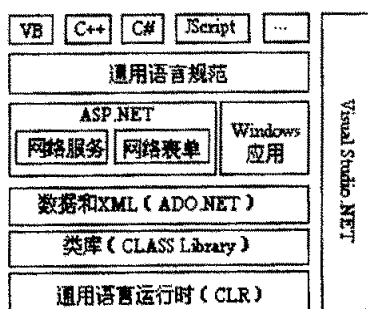 VB C++ C# JScript ...
通用语言规范
ASP.NET
网络服务 网络表单
Windows
应用
数据和XML（ADO.NET）
类库（CLASS Library）
通用语言运行时（CLR）
Visual Studio .NET